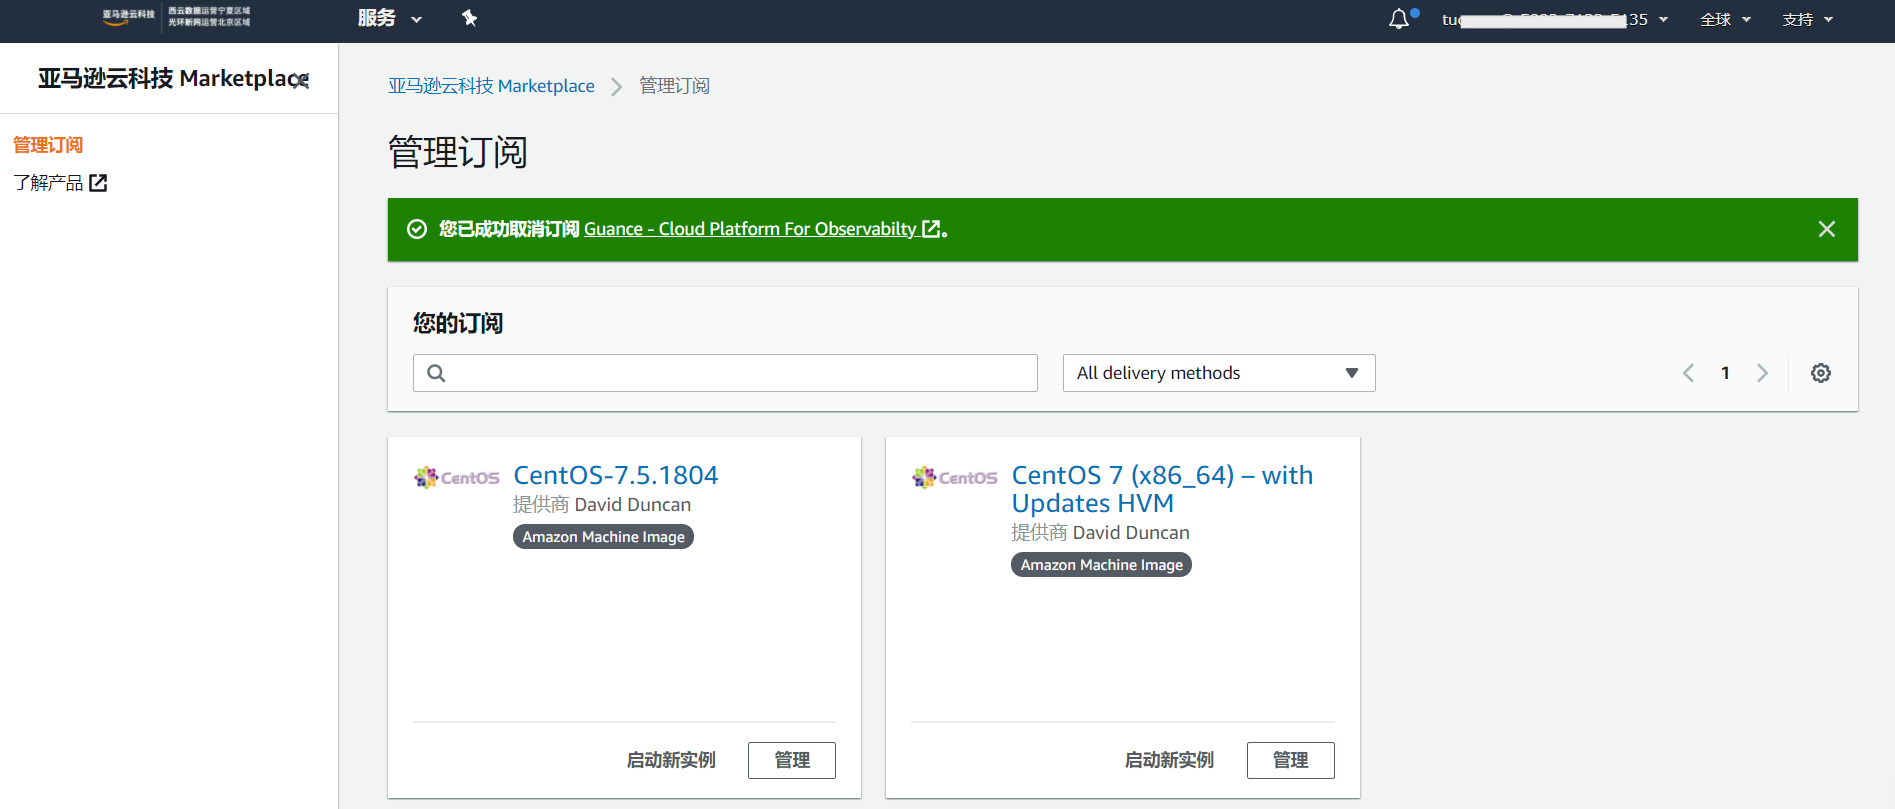 亚马逊云科技
西云数据运营宁夏区域
光环新网运营北京区域
服务
全球
支持
亚马逊云科技 Marketplace
管理订阅
了解产品
亚马逊云科技 Marketplace
管理订阅
管理订阅
您已成功取消订阅 Guance - Cloud Platform For Observabilty 。
您的订阅
All delivery methods
1
CentOS
CentOS-7.5.1804
提供商 David Duncan
Amazon Machine Image
启动新实例
管理
CentOS
CentOS 7 (x86_64) – with
Updates HVM
提供商 David Duncan
Amazon Machine Image
启动新实例
管理